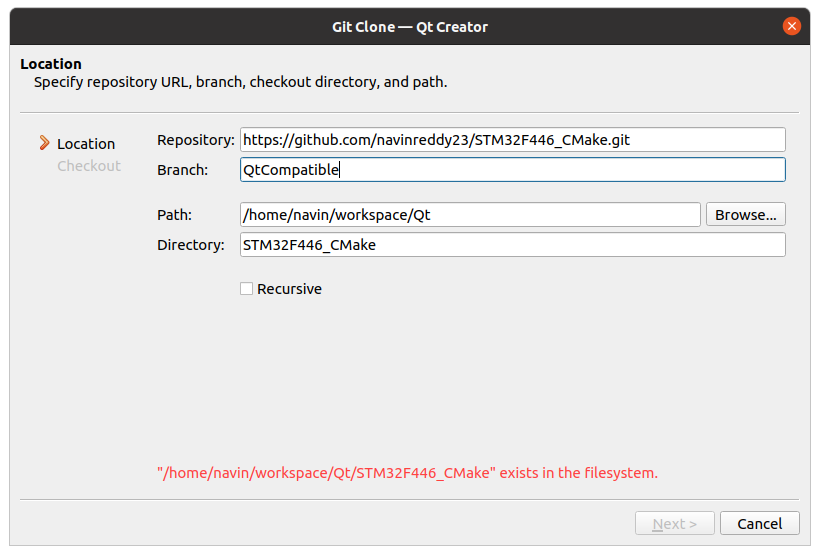 Git Clone — Qt Creator
Location
Specify repository URL, branch, checkout directory, and path.
Location
Checkout
Repository: https://github.com/navinreddy23/STM32F446_CMake.git
Branch: QtCompatible
Path: /home/navin/workspace/Qt Browse...
Directory: STM32F446_CMake
Recursive
"/home/navin/workspace/Qt/STM32F446_CMake" exists in the filesystem.
Next > Cancel